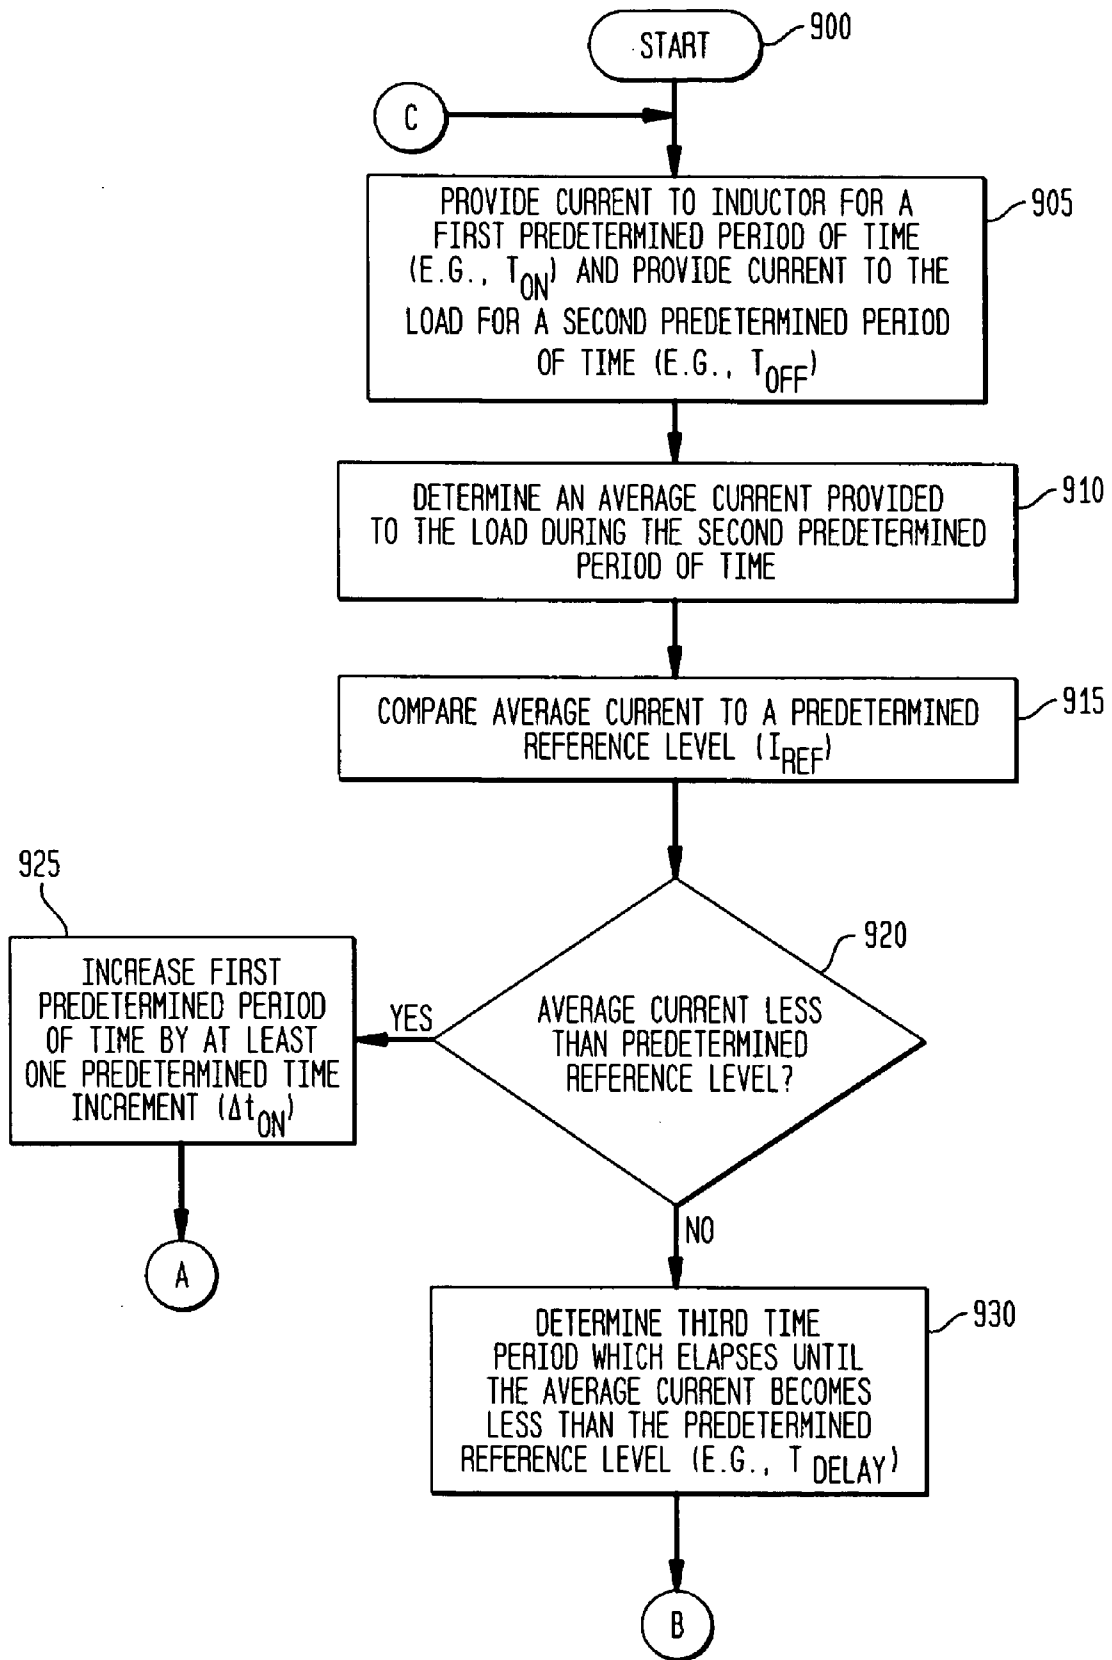 START
900
C
PROVIDE CURRENT TO INDUCTOR FOR A
FIRST PREDETERMINED PERIOD OF TIME
(E.G., TON) AND PROVIDE CURRENT TO THE
LOAD FOR A SECOND PREDETERMINED PERIOD
OF TIME (E.G., TOFF)
905
DETERMINE AN AVERAGE CURRENT PROVIDED
TO THE LOAD DURING THE SECOND PREDETERMINED
PERIOD OF TIME
910
COMPARE AVERAGE CURRENT TO A PREDETERMINED
REFERENCE LEVEL (IREF)
915
920
AVERAGE CURRENT LESS
THAN PREDETERMINED
REFERENCE LEVEL?
YES
925
INCREASE FIRST
PREDETERMINED PERIOD
OF TIME BY AT LEAST
ONE PREDETERMINED TIME
INCREMENT (ΔtON)
A
NO
DETERMINE THIRD TIME
PERIOD WHICH ELAPSES UNTIL
THE AVERAGE CURRENT BECOMES
LESS THAN THE PREDETERMINED
REFERENCE LEVEL (E.G., TDELAY)
930
B